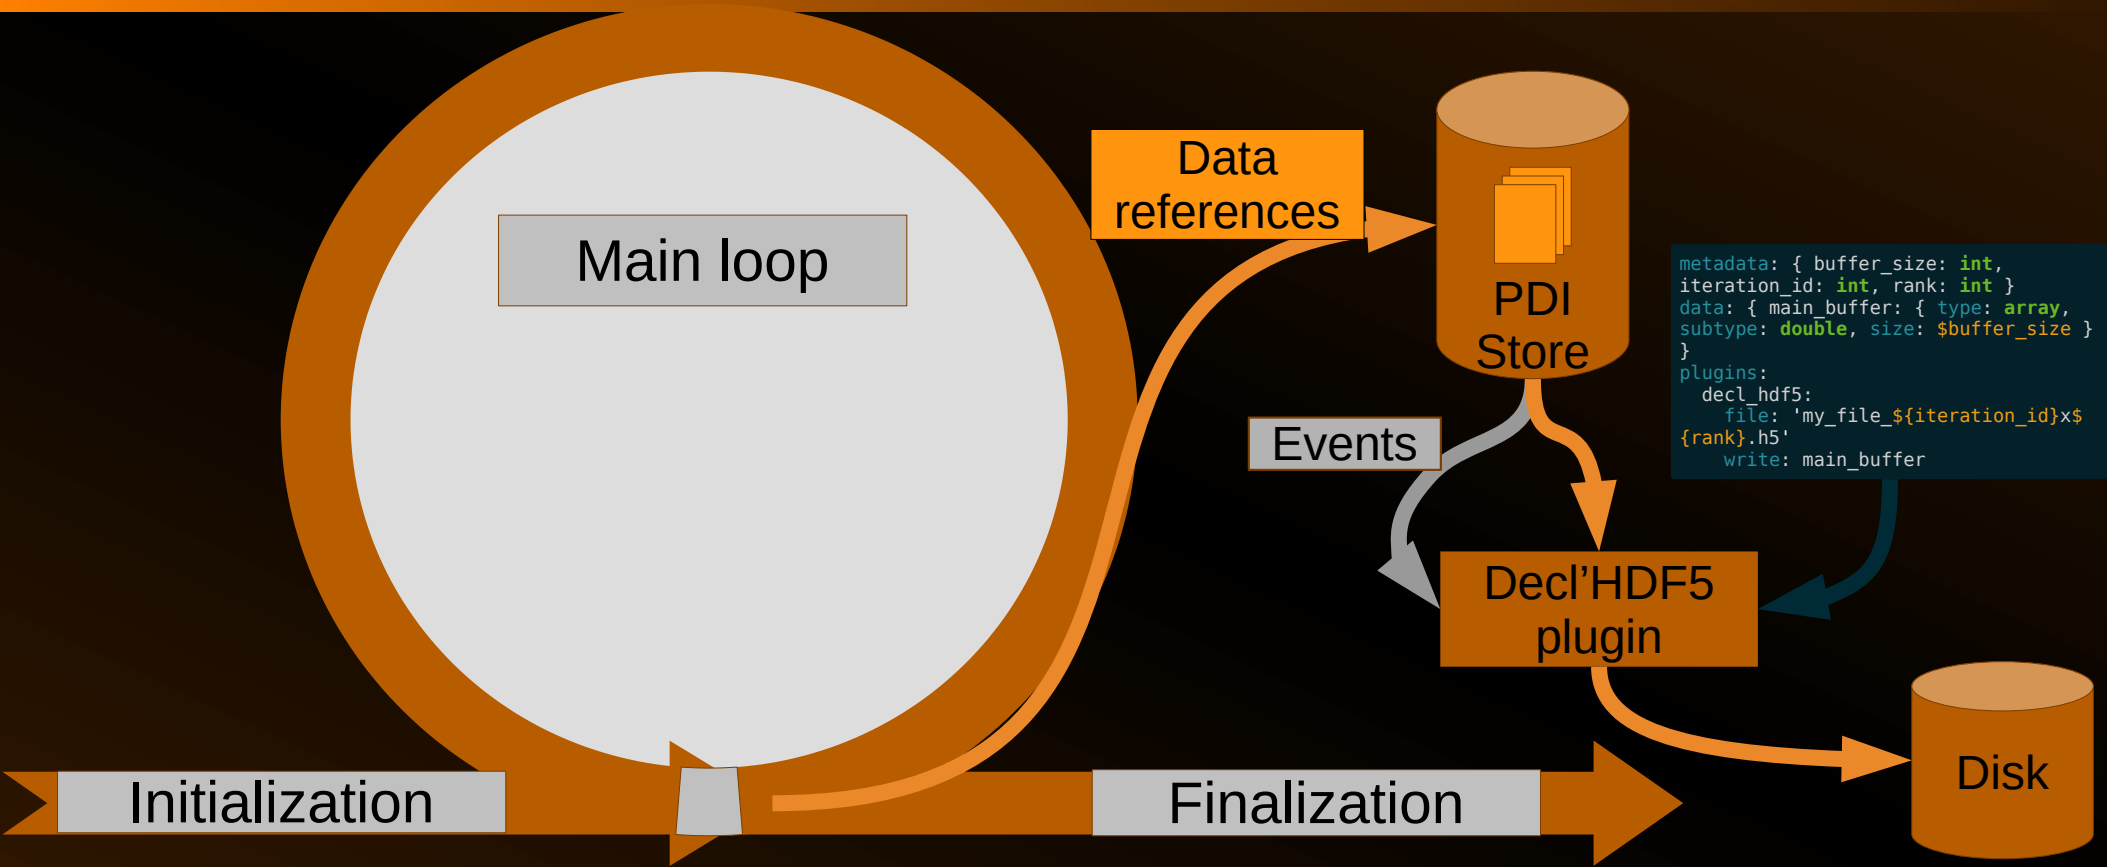 Main loop
Data
references
PDI
Store
metadata: { buffer_size: int,
iteration_id: int, rank: int }
data: { main_buffer: { type: array,
subtype: double, size: $buffer_size }
}
plugins:
  decl_hdf5:
    file: 'my_file_${iteration_id}x$
{rank}.h5'
    write: main_buffer
Events
Decl’HDF5
plugin
Disk
Initialization
Finalization